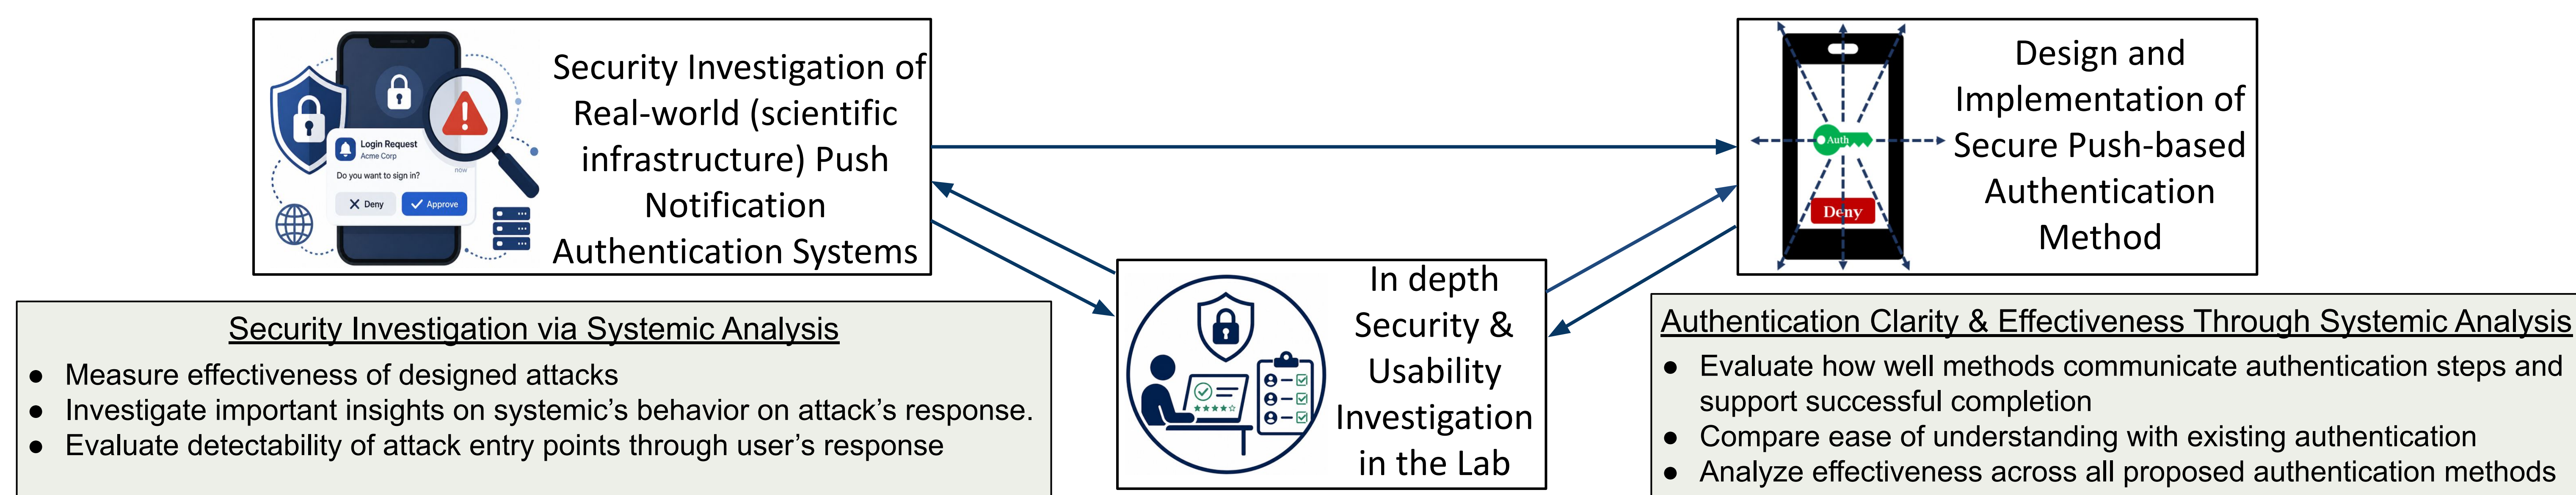 Login Request
Acme Corp
now
Do you want to sign in?
Deny
Approve
Security Investigation of
Real-world (scientific
infrastructure) Push
Notification
Authentication Systems
Auth
Deny
Design and
Implementation of
Secure Push-based
Authentication
Method
In depth
Security &
Usability
Investigation
in the Lab
Security Investigation via Systemic Analysis
● Measure effectiveness of designed attacks
● Investigate important insights on systemic’s behavior on attack’s response.
● Evaluate detectability of attack entry points through user’s response
Authentication Clarity & Effectiveness Through Systemic Analysis
● Evaluate how well methods communicate authentication steps and
support successful completion
● Compare ease of understanding with existing authentication
● Analyze effectiveness across all proposed authentication methods